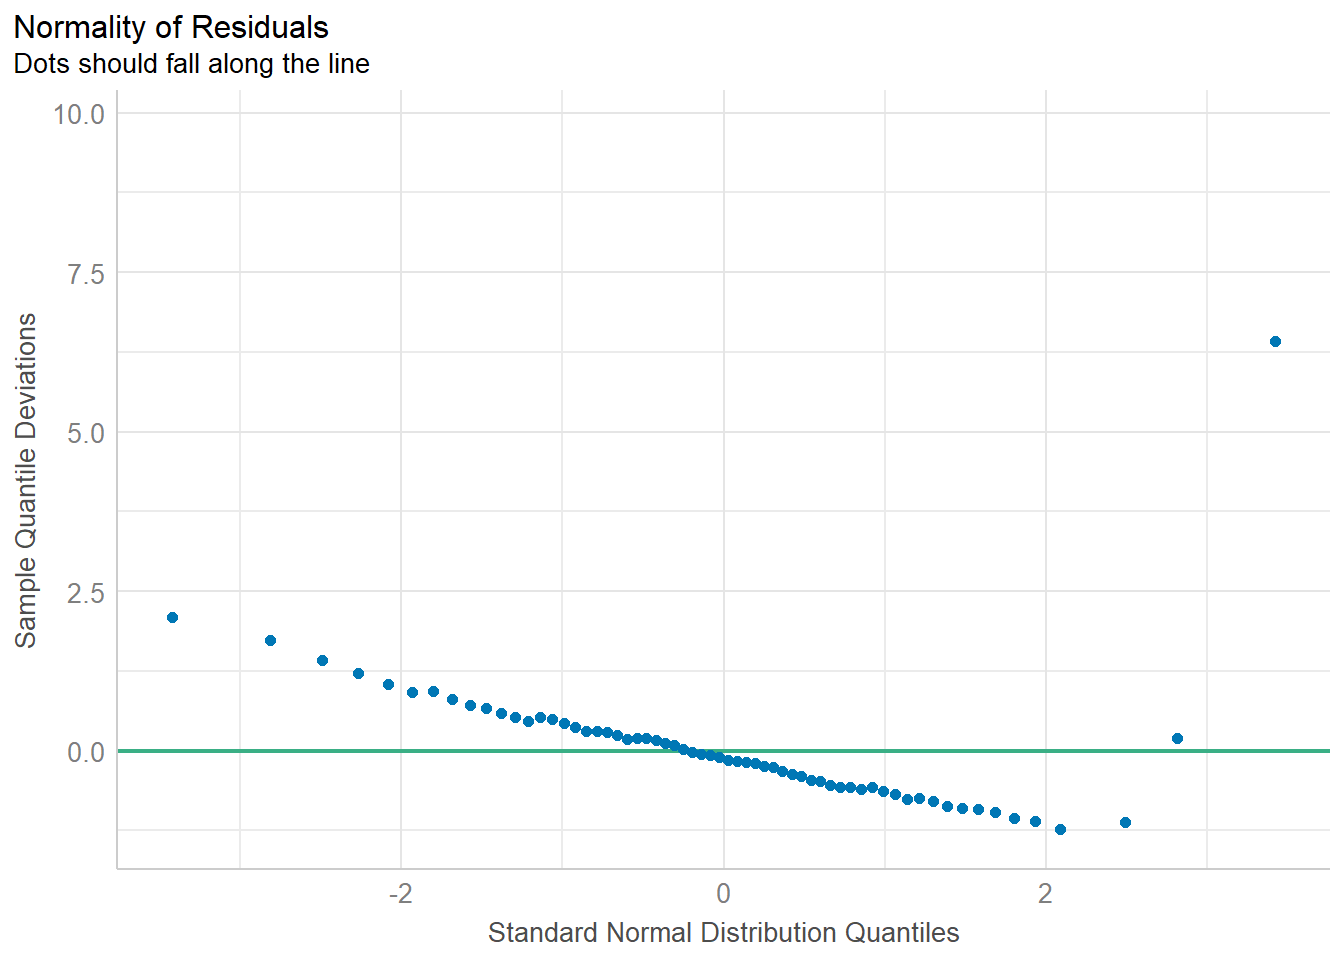 Normality of Residuals
Dots should fall along the line
10.0
7.5
5.0
2.5
0.0
Sample Quantile Deviations
-2
0
2
Standard Normal Distribution Quantiles